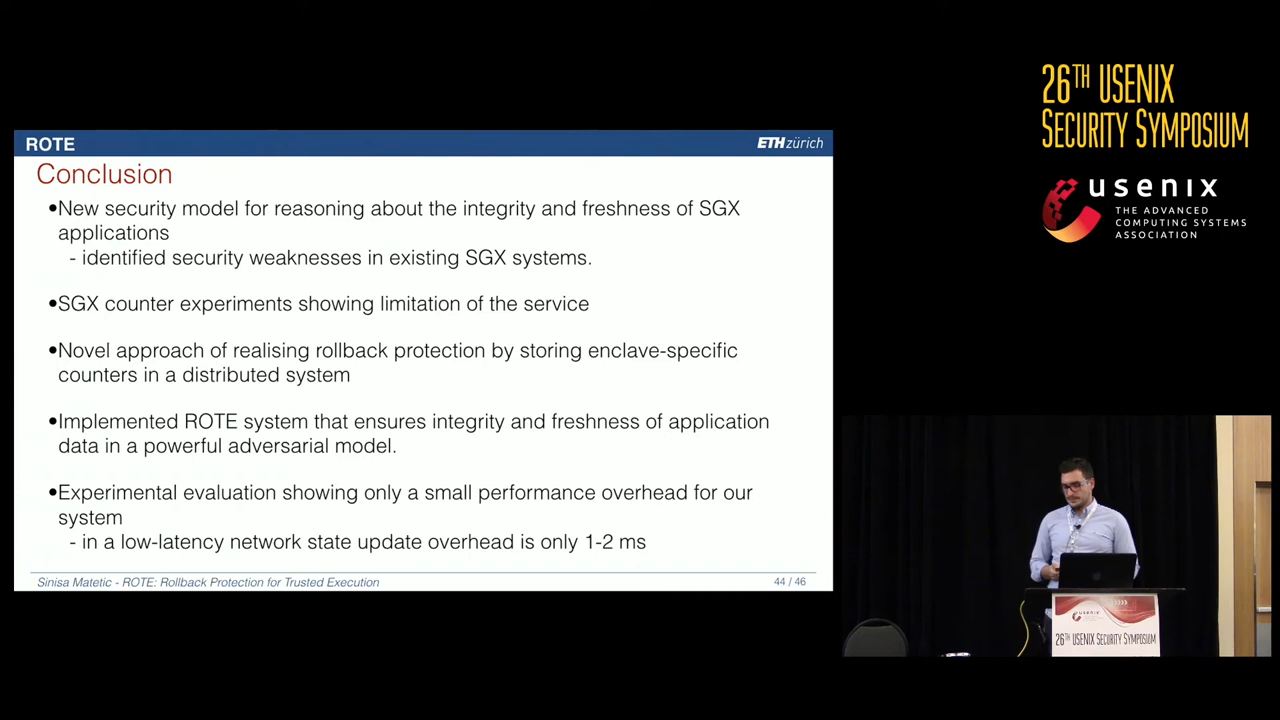 ROTE
ETH zürich
Conclusion
•New security model for reasoning about the integrity and freshness of SGX
applications
- identified security weaknesses in existing SGX systems.
•SGX counter experiments showing limitation of the service
•Novel approach of realising rollback protection by storing enclave-specific
counters in a distributed system
•Implemented ROTE system that ensures integrity and freshness of application
data in a powerful adversarial model.
•Experimental evaluation showing only a small performance overhead for our
system
- in a low-latency network state update overhead is only 1-2 ms
Sinisa Matetic - ROTE: Rollback Protection for Trusted Execution
44 / 46
26TH USENIX
SECURITY SYMPOSIUM
usenix
THE ADVANCED
COMPUTING SYSTEMS
ASSOCIATION
usenix
26TH USENIX SECURITY SYMPOSIUM